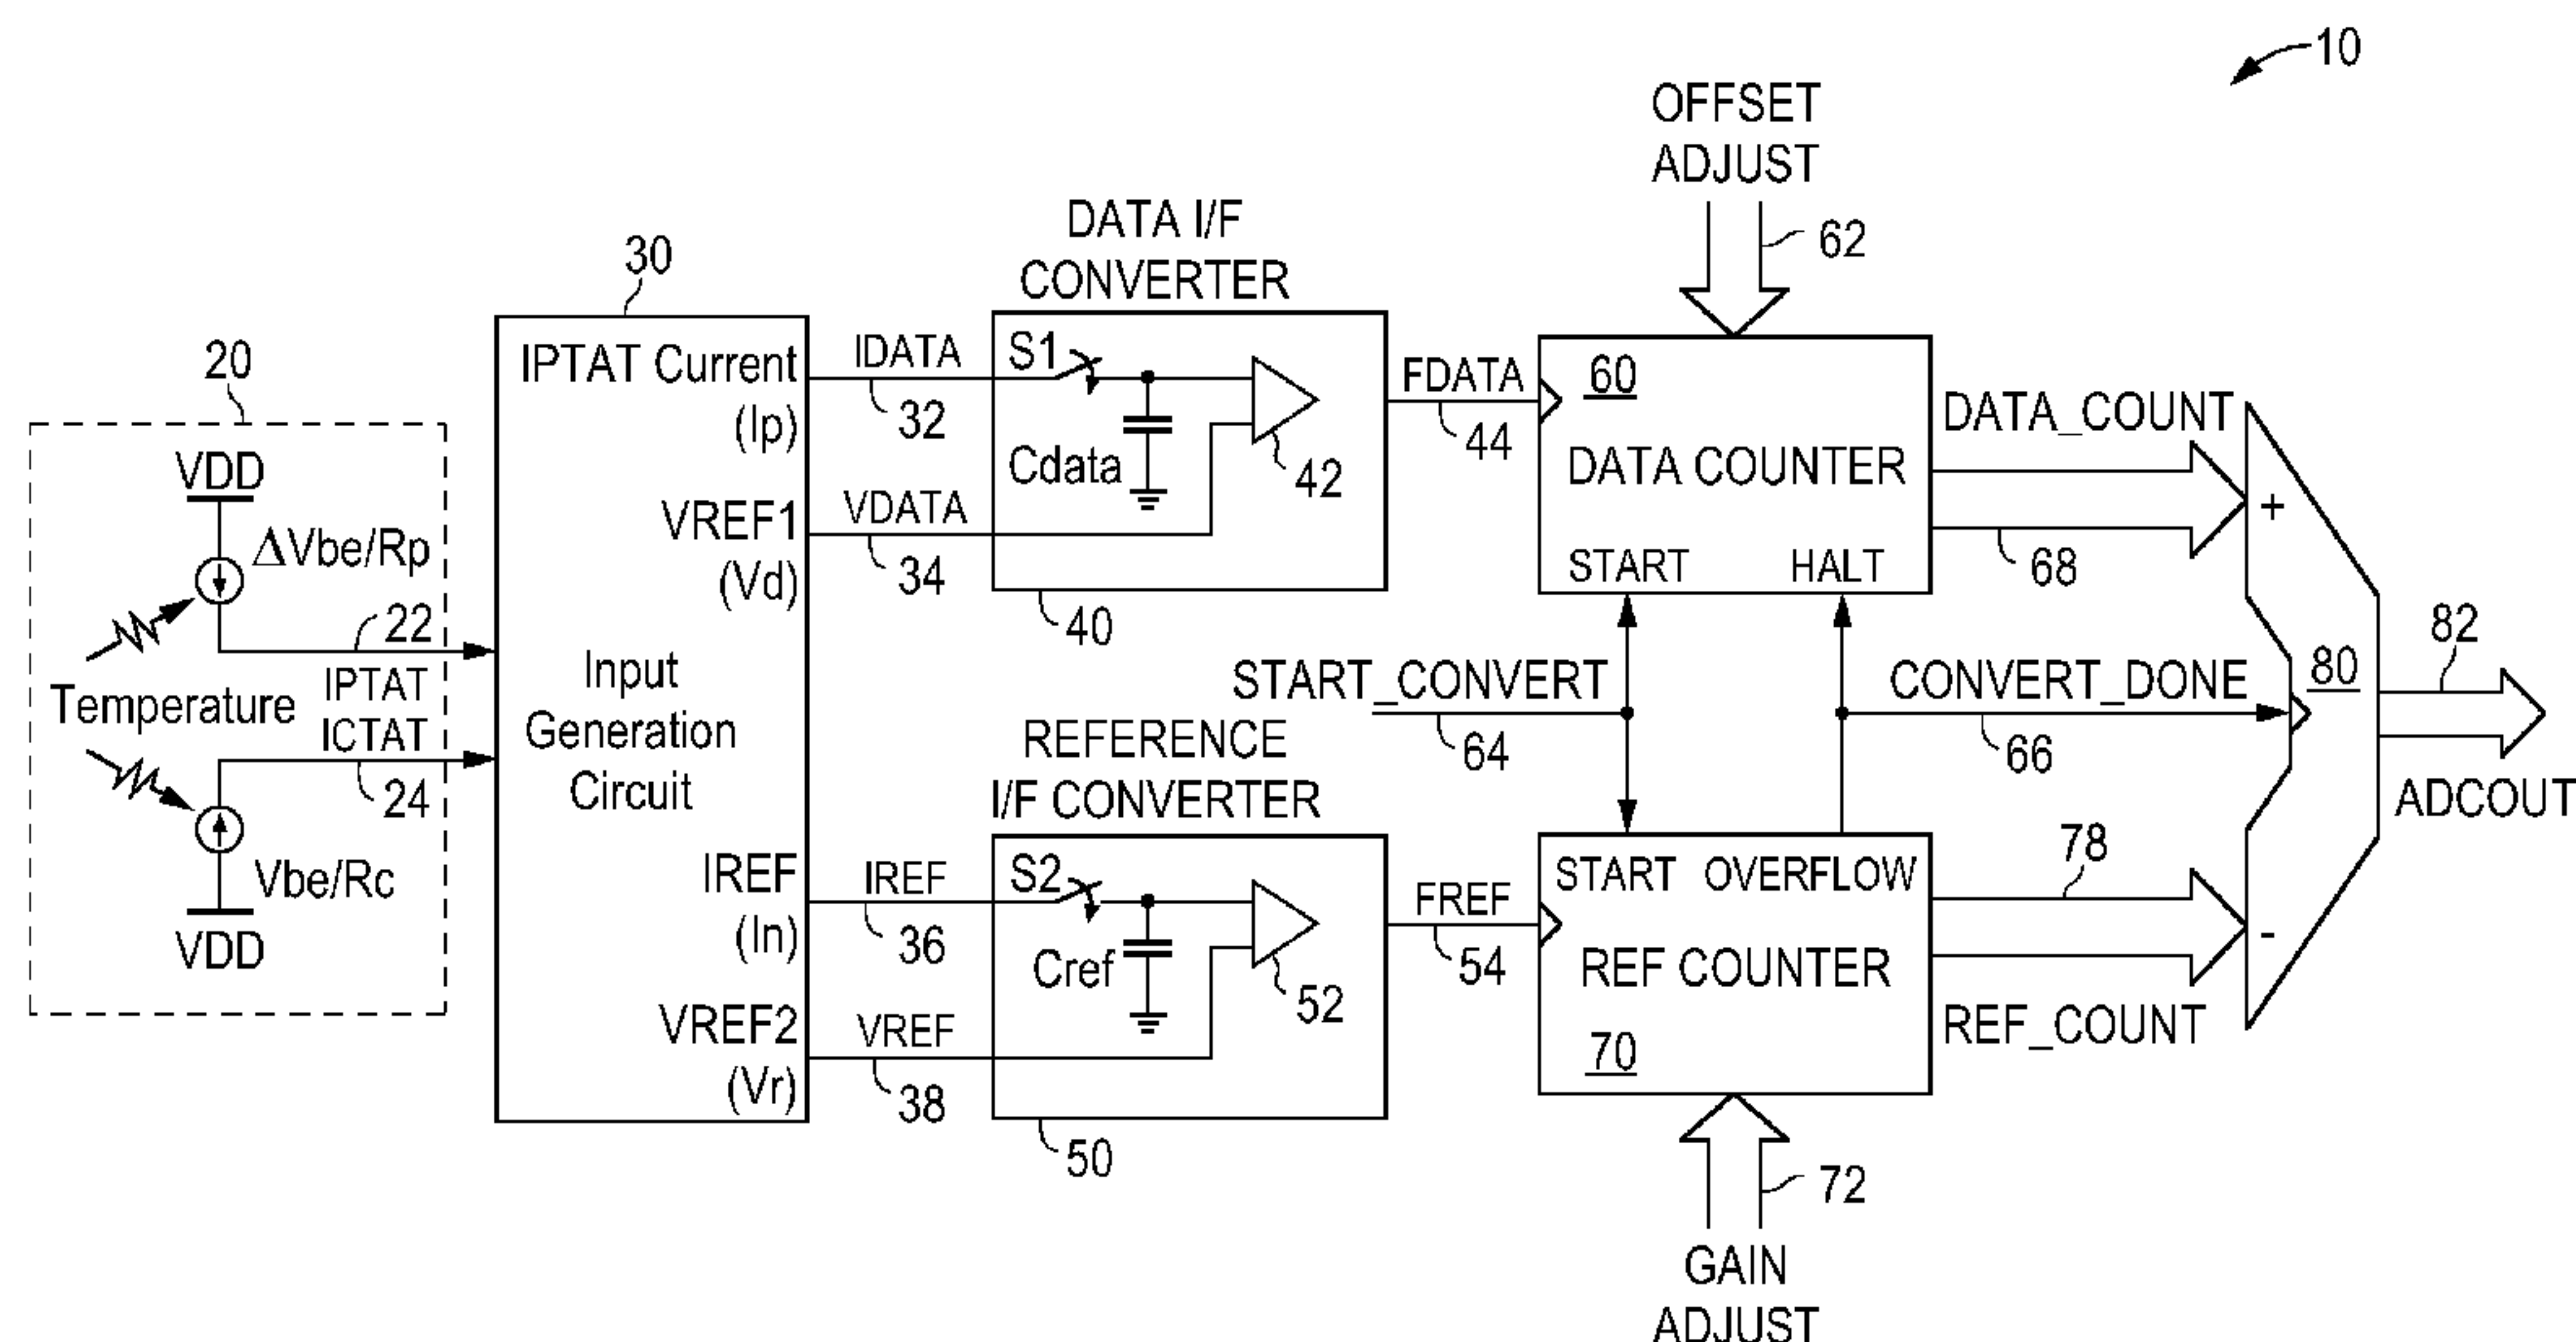 10
OFFSET
ADJUST
62
DATA I/F
CONVERTER
30
20
VDD
ΔVbe/Rp
22
IPTAT
Temperature
ICTAT
24
Vbe/Rc
VDD
IPTAT Current
(Ip)
VREF1
(Vd)
Input
Generation
Circuit
IREF
(In)
VREF2
(Vr)
IDATA
32
VDATA
34
S1
Cdata
42
40
FDATA
44
60
DATA COUNTER
START HALT
DATA_COUNT
68
START_CONVERT
64
CONVERT_DONE
66
+
80
-
82
ADCOUT
REFERENCE
I/F CONVERTER
IREF
36
VREF
38
S2
Cref
52
50
FREF
54
START OVERFLOW
REF COUNTER
70
78
REF_COUNT
72
GAIN
ADJUST